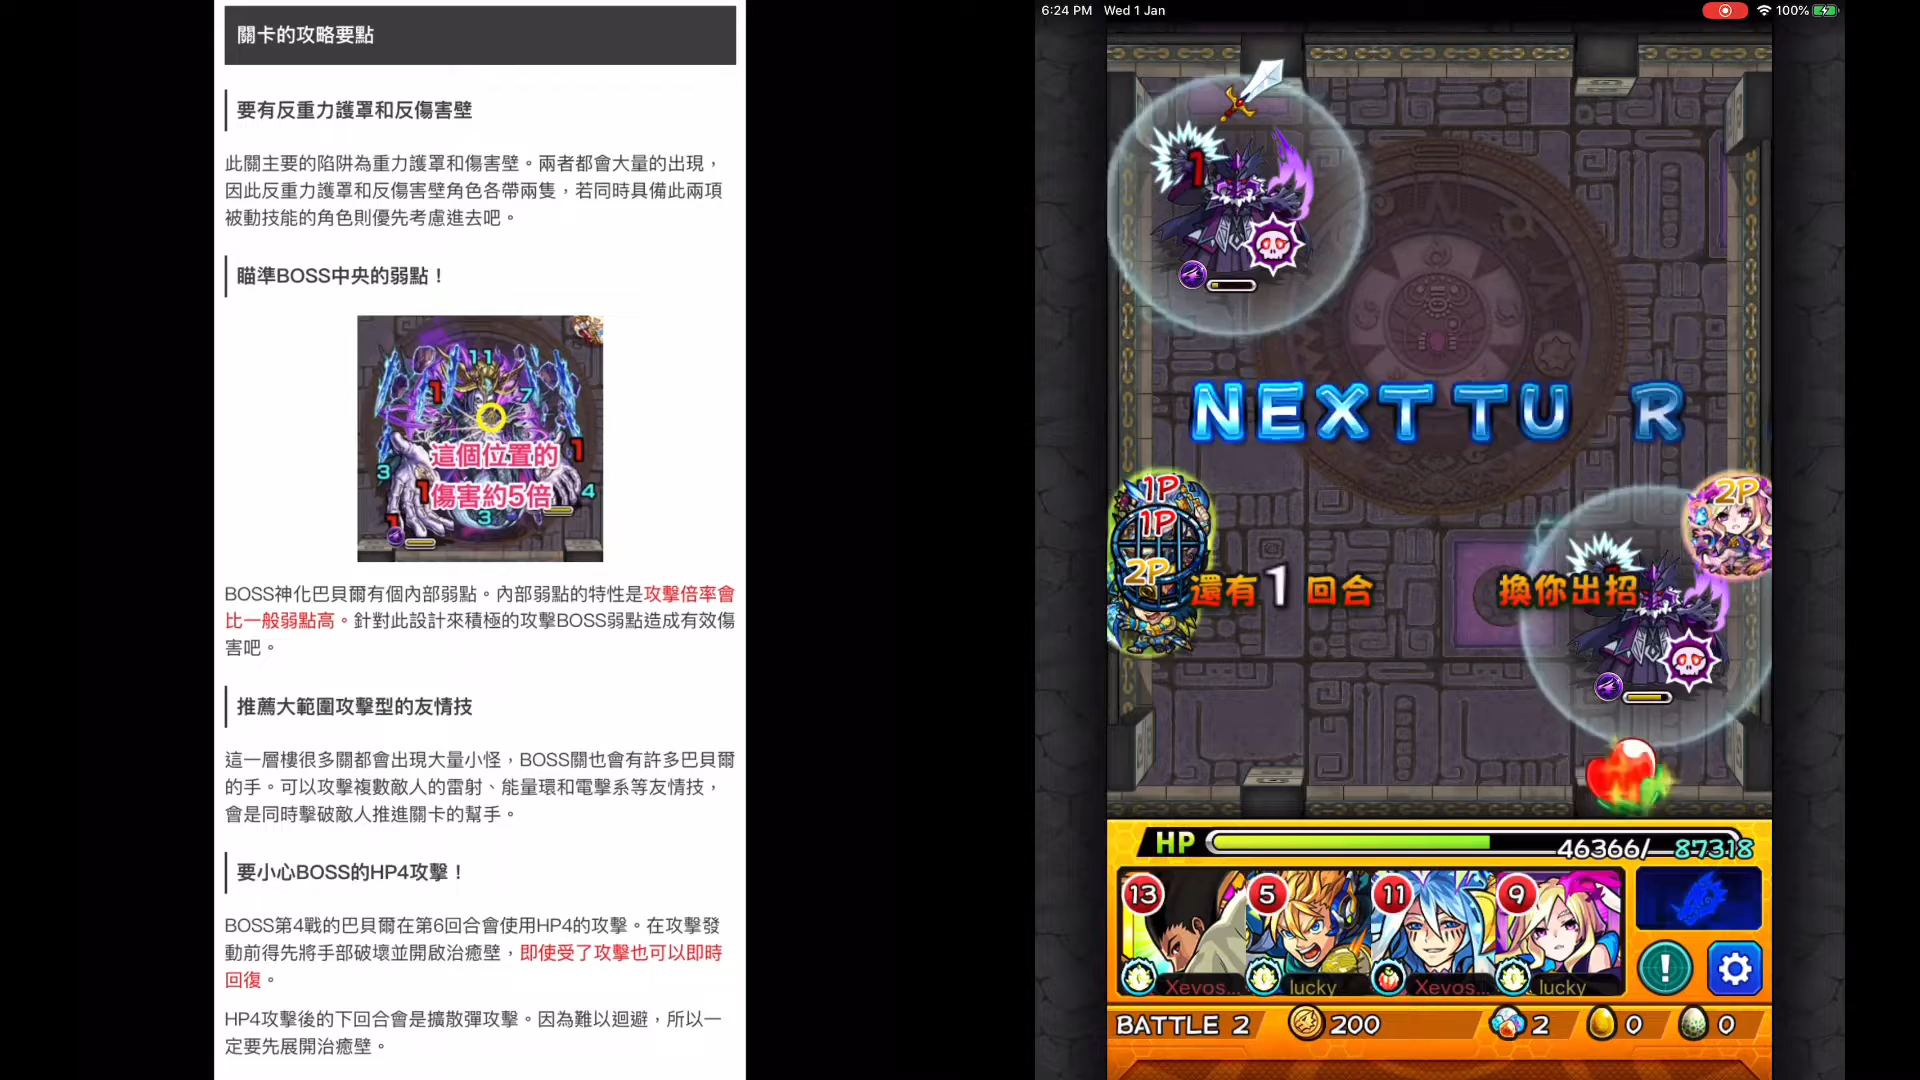 關卡的攻略要點
要有反重力護罩和反傷害壁
此關主要的陷阱為重力護罩和傷害壁。兩者都會大量的出現，
因此反重力護罩和反傷害壁角色各帶兩隻，若同時具備此兩項
被動技能的角色則優先考慮進去吧。
瞄準BOSS中央的弱點！
11
1
7
這個位置的
1
3
1
傷害約5倍
4
3
1
BOSS神化巴貝爾有個內部弱點。內部弱點的特性是攻擊倍率會
比一般弱點高。針對此設計來積極的攻擊BOSS弱點造成有效傷
害吧。
推薦大範圍攻擊型的友情技
這一層樓很多關都會出現大量小怪，BOSS關也會有許多巴貝爾
的手。可以攻擊複數敵人的雷射、能量環和電擊系等友情技，
會是同時擊破敵人推進關卡的幫手。
要小心BOSS的HP4攻擊！
BOSS第4戰的巴貝爾在第6回合會使用HP4的攻擊。在攻擊發
動前得先將手部破壞並開啟治癒壁，即使受了攻擊也可以即時
回復。
HP4攻擊後的下回合會是擴散彈攻擊。因為難以迴避，所以一
定要先展開治癒壁。
6:24 PM Wed 1 Jan
100%
1
NEXT TU R
1P
1P
2P
2P
還有1回合
換你出招
HP
46366/ 87318
13
5
11
9
Xevos...
lucky
Xevos...
lucky
BATTLE 2
200
2
0
0